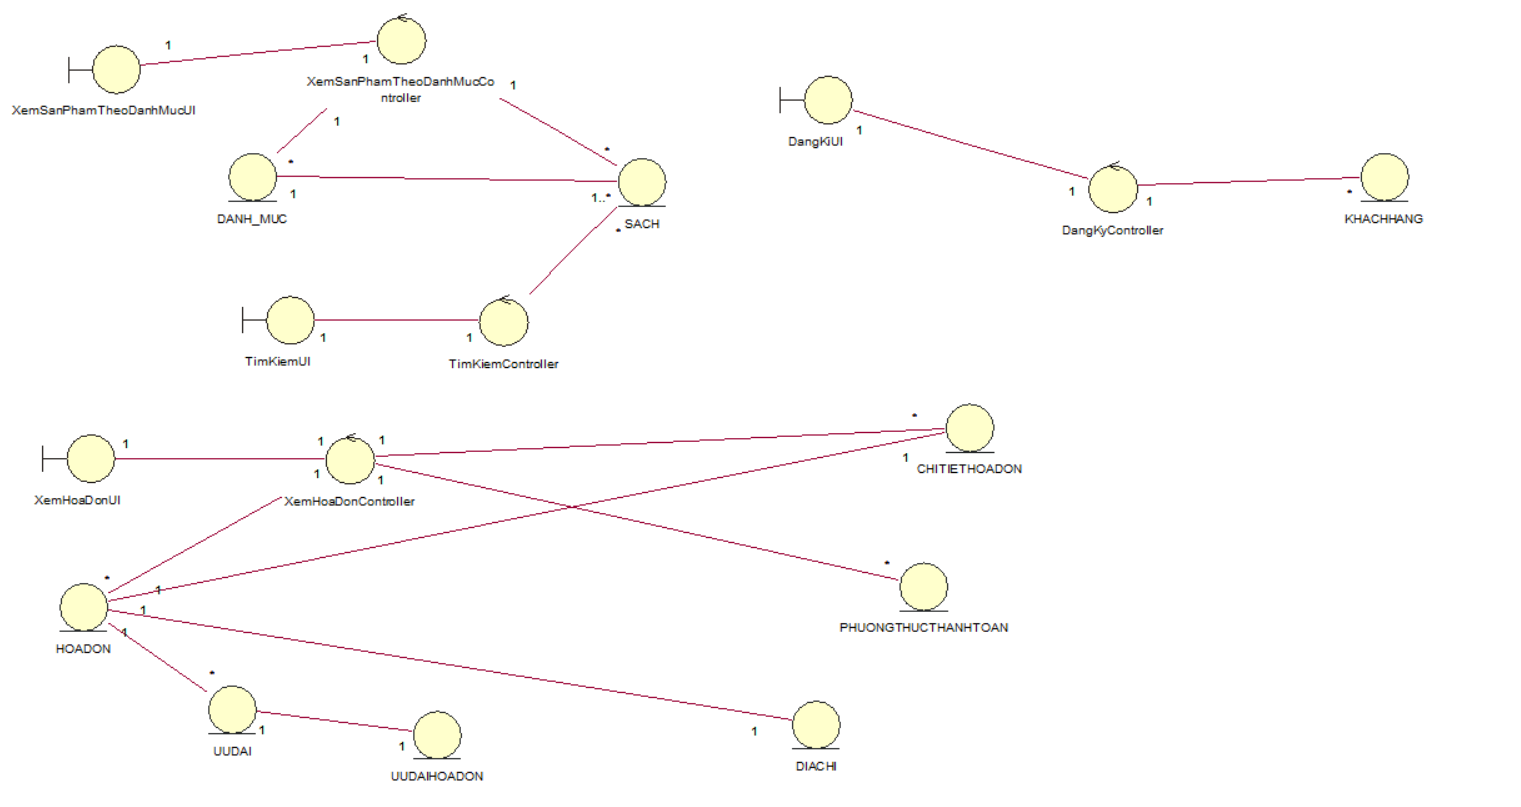 1
1
XemSanPhamTheoDanhMucUI
XemSanPhamTheoDanhMucCo
ntroller
1
1
*
*
1
1..*
DANH_MUC
SACH
*
1
1
TimKiemUI
TimKiemController
DangKiUI
1
1
DangKyController
1
*
KHACHHANG
1
1
1
*
1
1
1
XemHoaDonUI
XemHoaDonController
CHITIETHOADON
*
1
1
1
*
HOADON
PHUONGTHUCTHANHTOAN
*
1
1
1
UUDAI
UUDAIHOADON
DIACHI